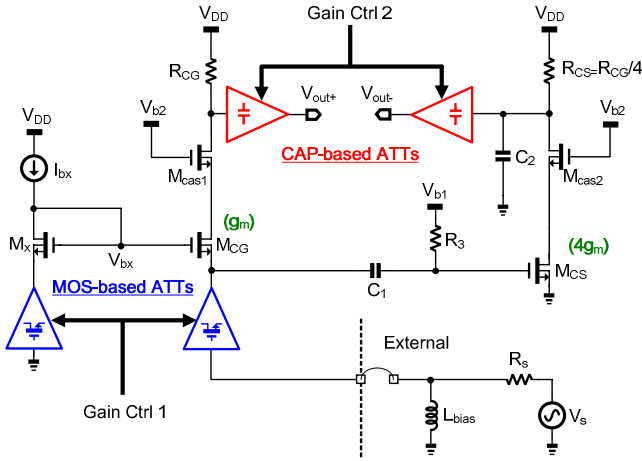 Gain Ctrl 2
VDD
VDD
RCG
RCS=RCG/4
Vout+
Vout-
Vb2
Vb2
VDD
CAP-based ATTs
C2
Ibx
Mcas1
Mcas2
(gm)
Vb1
R3
(4gm)
Mx
Vbx
MCG
MCS
MOS-based ATTs
C1
External
Rs
Gain Ctrl 1
Lbias
Vs